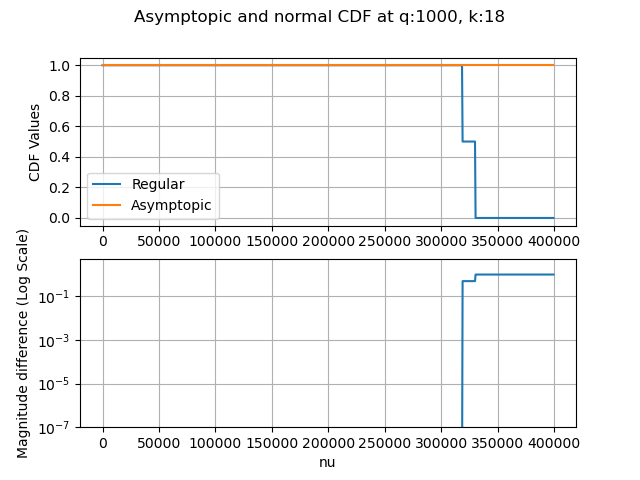 Asymptopic and normal CDF at q:1000, k:18
CDF Values
1.0
0.8
0.6
0.4
0.2
0.0
Regular
Asymptopic
0 50000 100000 150000 200000 250000 300000 350000 400000
Magnitude difference (Log Scale)
10⁻¹
10⁻³
10⁻⁵
10⁻⁷
0 50000 100000 150000 200000 250000 300000 350000 400000
nu